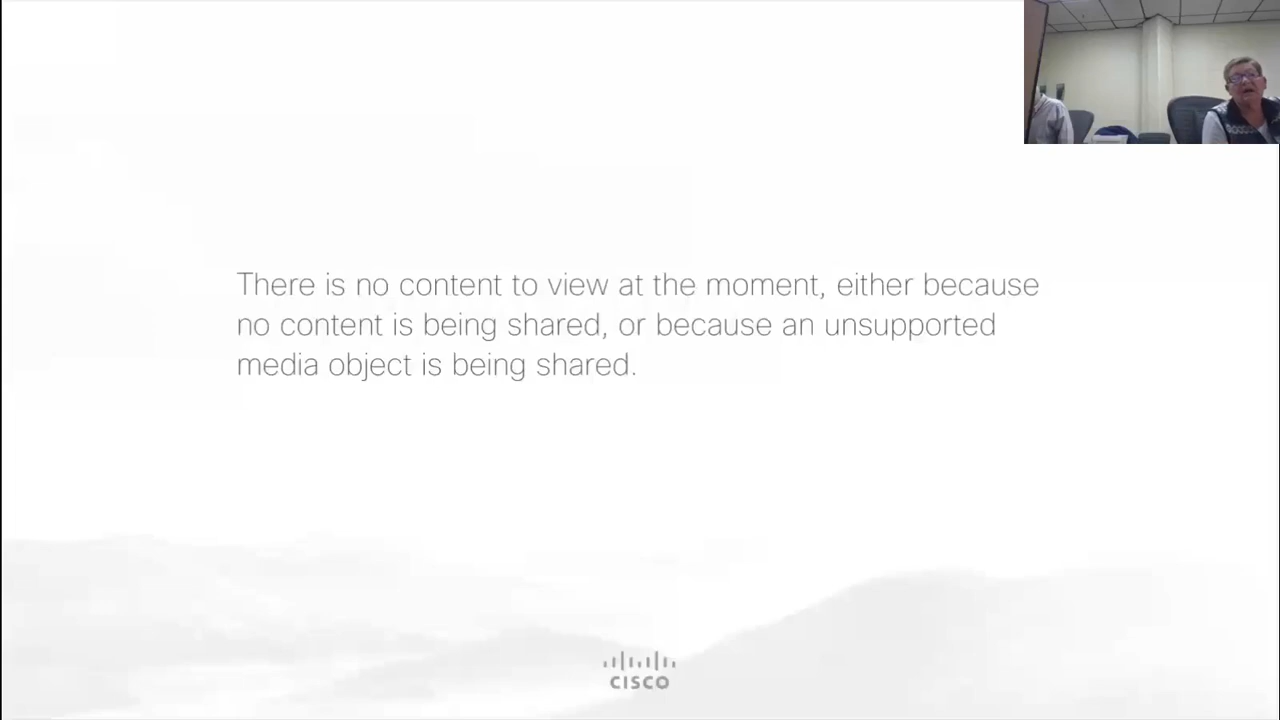 There is no content to view at the moment, either because
no content is being shared, or because an unsupported
media object is being shared.
CISCO